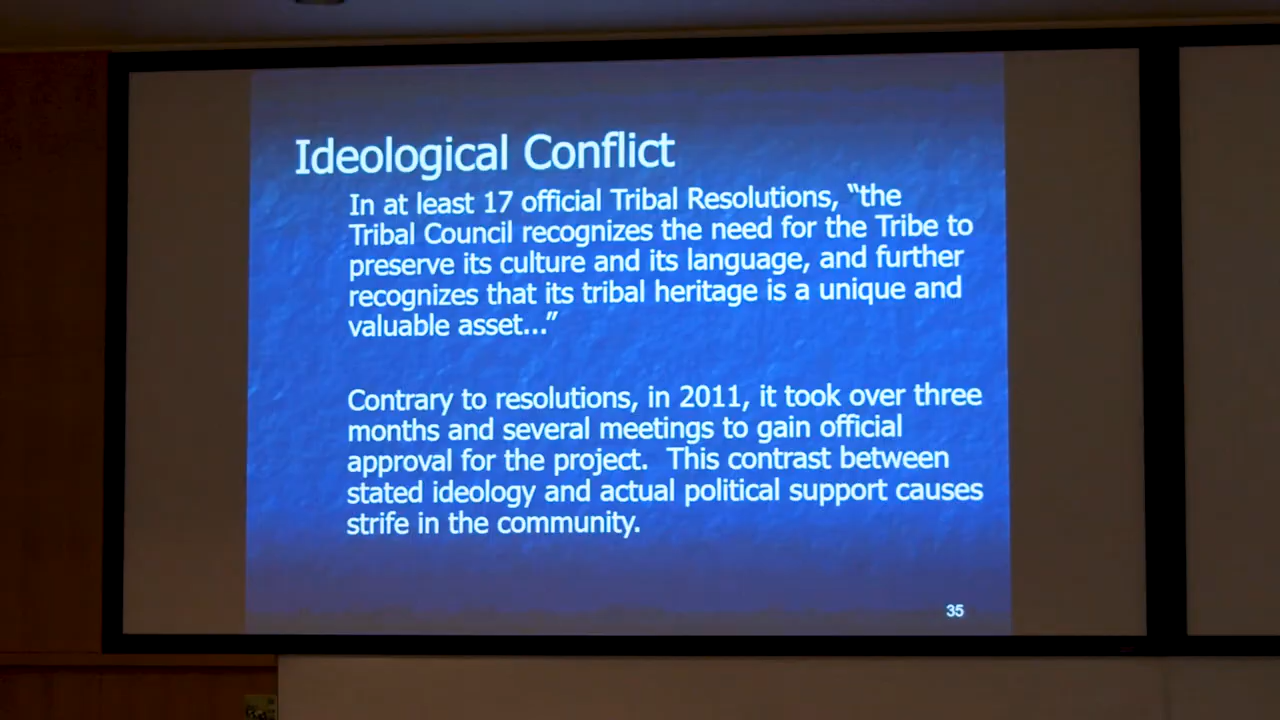 Ideological Conflict
In at least 17 official Tribal Resolutions, “the
Tribal Council recognizes the need for the Tribe to
preserve its culture and its language, and further
recognizes that its tribal heritage is a unique and
valuable asset...”
Contrary to resolutions, in 2011, it took over three
months and several meetings to gain official
approval for the project.  This contrast between
stated ideology and actual political support causes
strife in the community.
35